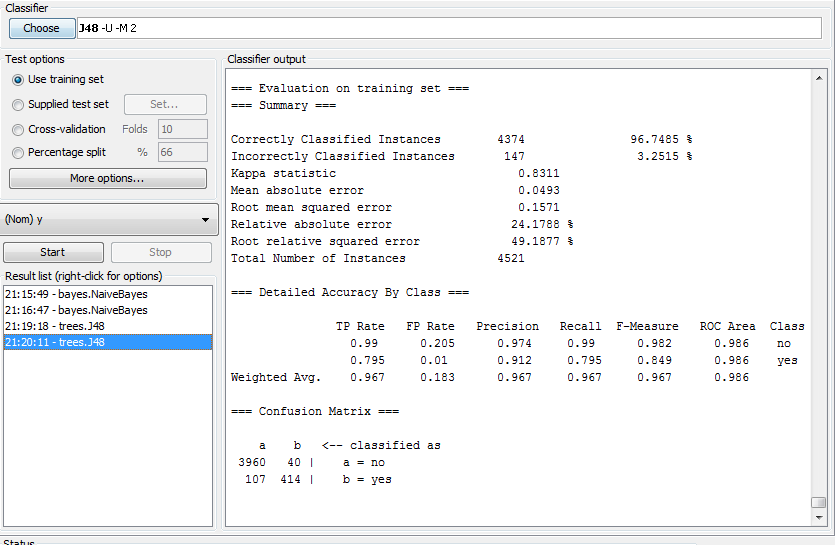 Classifier
Choose J48 -U -M 2
Test options
Use training set
Supplied test set Set...
Cross-validation Folds 10
Percentage split % 66
More options...
(Nom) y
Start Stop
Result list (right-click for options)
21:15:49 - bayes.NaiveBayes
21:16:47 - bayes.NaiveBayes
21:19:18 - trees.J48
21:20:11 - trees.J48
Classifier output
=== Evaluation on training set ===
=== Summary ===
Correctly Classified Instances 4374 96.7485 %
Incorrectly Classified Instances 147 3.2515 %
Kappa statistic 0.8311
Mean absolute error 0.0493
Root mean squared error 0.1571
Relative absolute error 24.1788 %
Root relative squared error 49.1877 %
Total Number of Instances 4521
=== Detailed Accuracy By Class ===
TP Rate FP Rate Precision Recall F-Measure ROC Area Class
0.99 0.205 0.974 0.99 0.982 0.986 no
0.795 0.01 0.912 0.795 0.849 0.986 yes
Weighted Avg. 0.967 0.183 0.967 0.967 0.967 0.986
=== Confusion Matrix ===
a b <-- classified as
3960 40 | a = no
107 414 | b = yes
Status